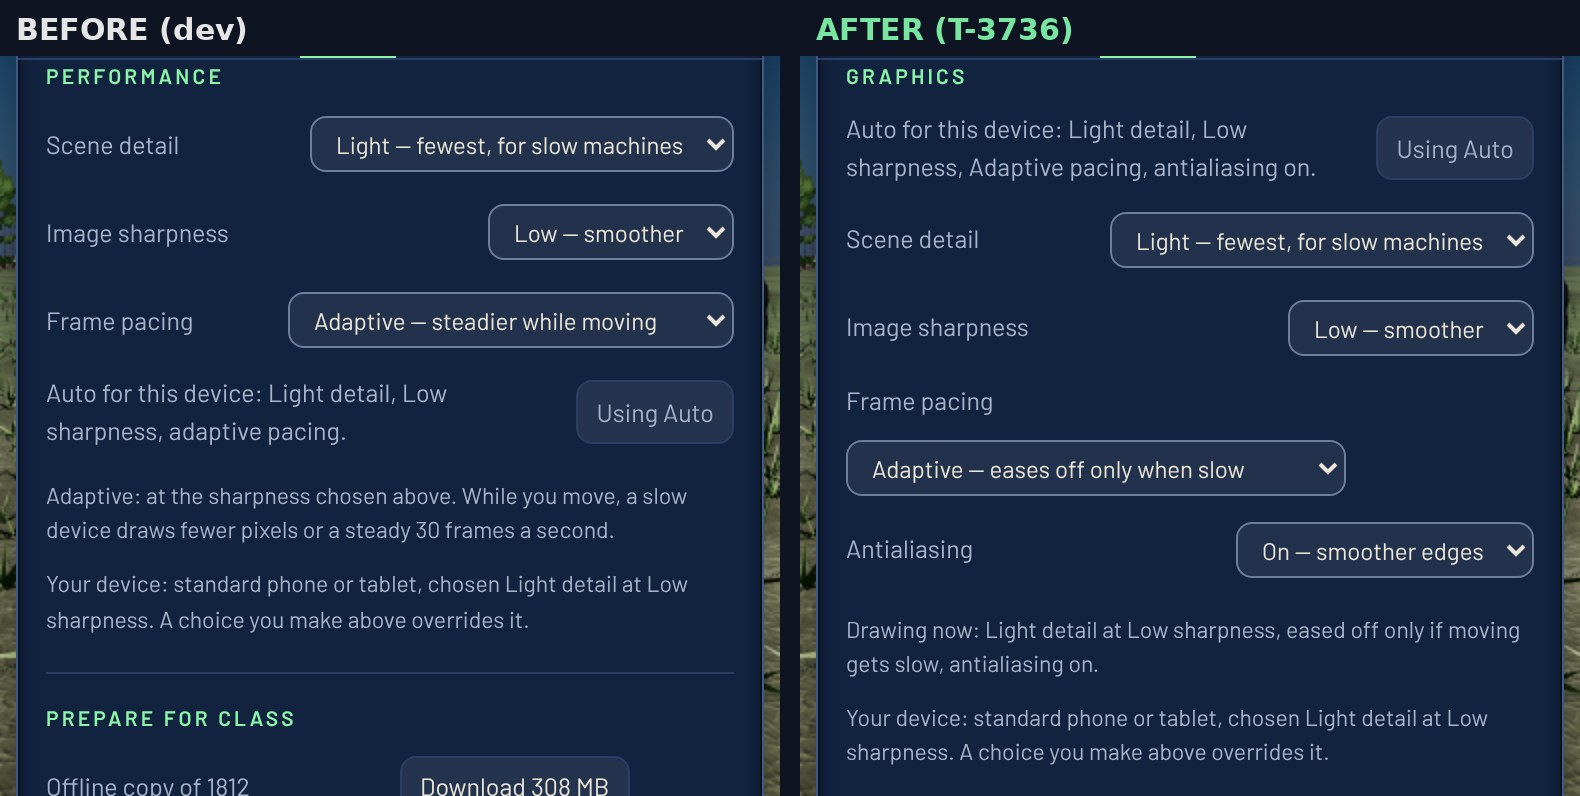 BEFORE (dev)
PERFORMANCE
Scene detail
Light — fewest, for slow machines
Image sharpness
Low — smoother
Frame pacing
Adaptive — steadier while moving
Auto for this device: Light detail, Low
sharpness, adaptive pacing.
Using Auto
Adaptive: at the sharpness chosen above. While you move, a slow
device draws fewer pixels or a steady 30 frames a second.
Your device: standard phone or tablet, chosen Light detail at Low
sharpness. A choice you make above overrides it.
PREPARE FOR CLASS
Offline copy of 1812
Download 308 MB
AFTER (T-3736)
GRAPHICS
Auto for this device: Light detail, Low
sharpness, Adaptive pacing, antialiasing on.
Using Auto
Scene detail
Light — fewest, for slow machines
Image sharpness
Low — smoother
Frame pacing
Adaptive — eases off only when slow
Antialiasing
On — smoother edges
Drawing now: Light detail at Low sharpness, eased off only if moving
gets slow, antialiasing on.
Your device: standard phone or tablet, chosen Light detail at Low
sharpness. A choice you make above overrides it.